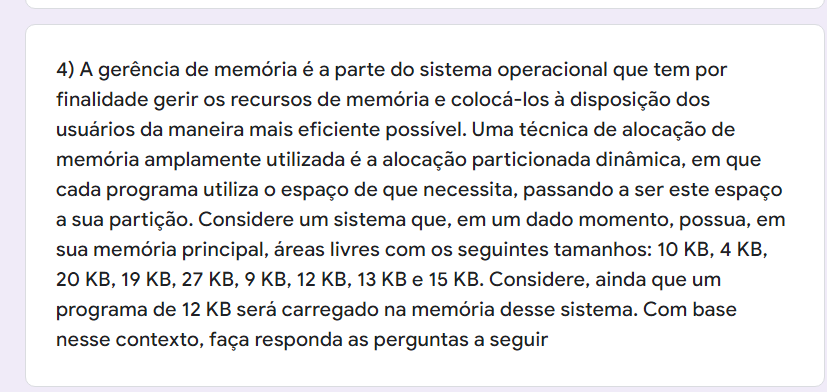 4) A gerência de memória é a parte do sistema operacional que tem por
finalidade gerir os recursos de memória e colocá-los à disposição dos
usuários da maneira mais eficiente possível. Uma técnica de alocação de
memória amplamente utilizada é a alocação particionada dinâmica, em que
cada programa utiliza o espaço de que necessita, passando a ser este espaço
a sua partição. Considere um sistema que, em um dado momento, possua, em
sua memória principal, áreas livres com os seguintes tamanhos: 10 KB, 4 KB,
20 KB, 19 KB, 27 KB, 9 KB, 12 KB, 13 KB e 15 KB. Considere, ainda que um
programa de 12 KB será carregado na memória desse sistema. Com base
nesse contexto, faça responda as perguntas a seguir